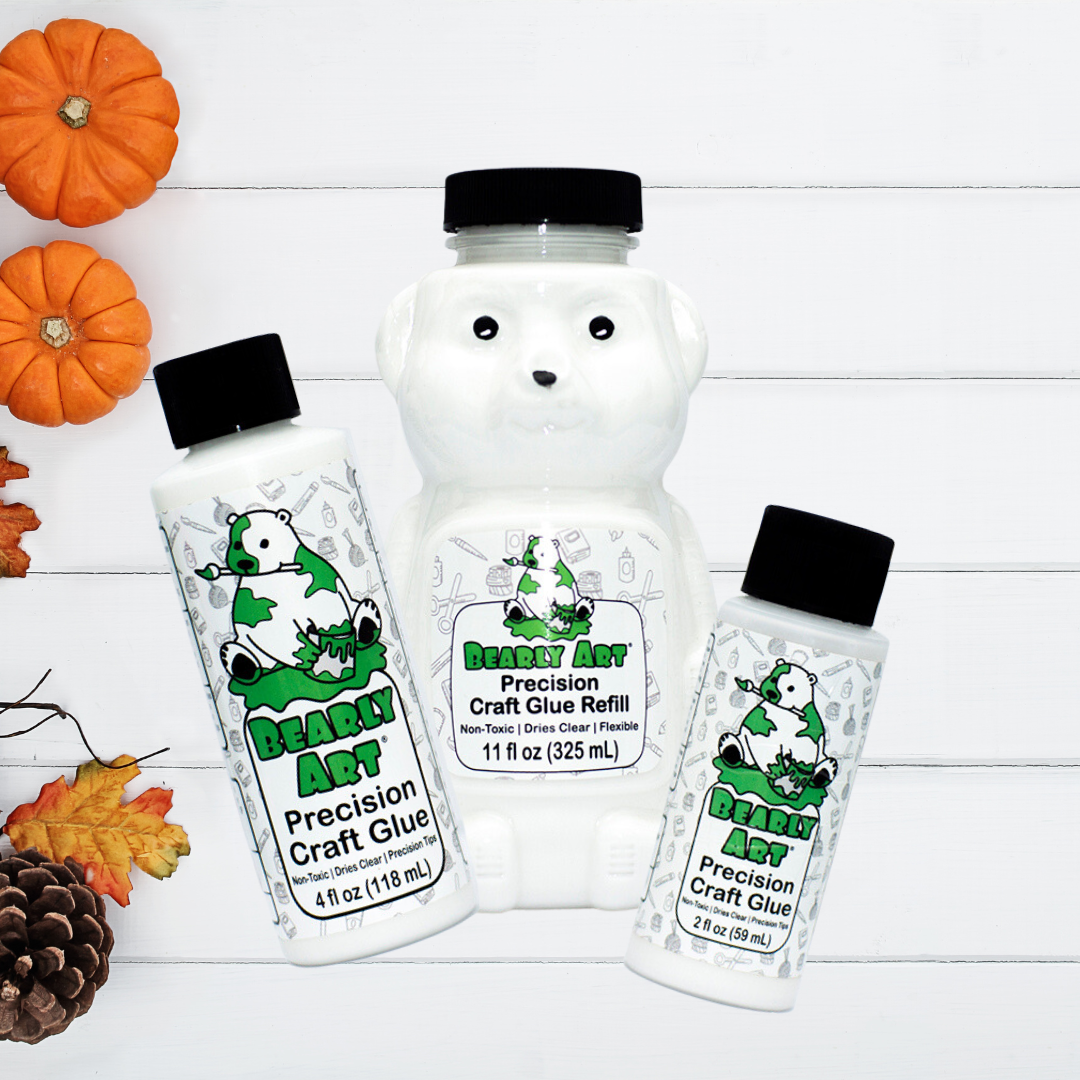 BEARLY
ART®
Precision
Craft Glue
Non-Toxic | Dries Clear | Precision Tips
4 fl oz (118 mL)
BEARLY ART®
Precision
Craft Glue Refill
Non-Toxic | Dries Clear | Flexible
11 fl oz (325 mL)
BEARLY
ART®
Precision
Craft Glue
Non-Toxic | Dries Clear | Precision Tips
2 fl oz (59 mL)